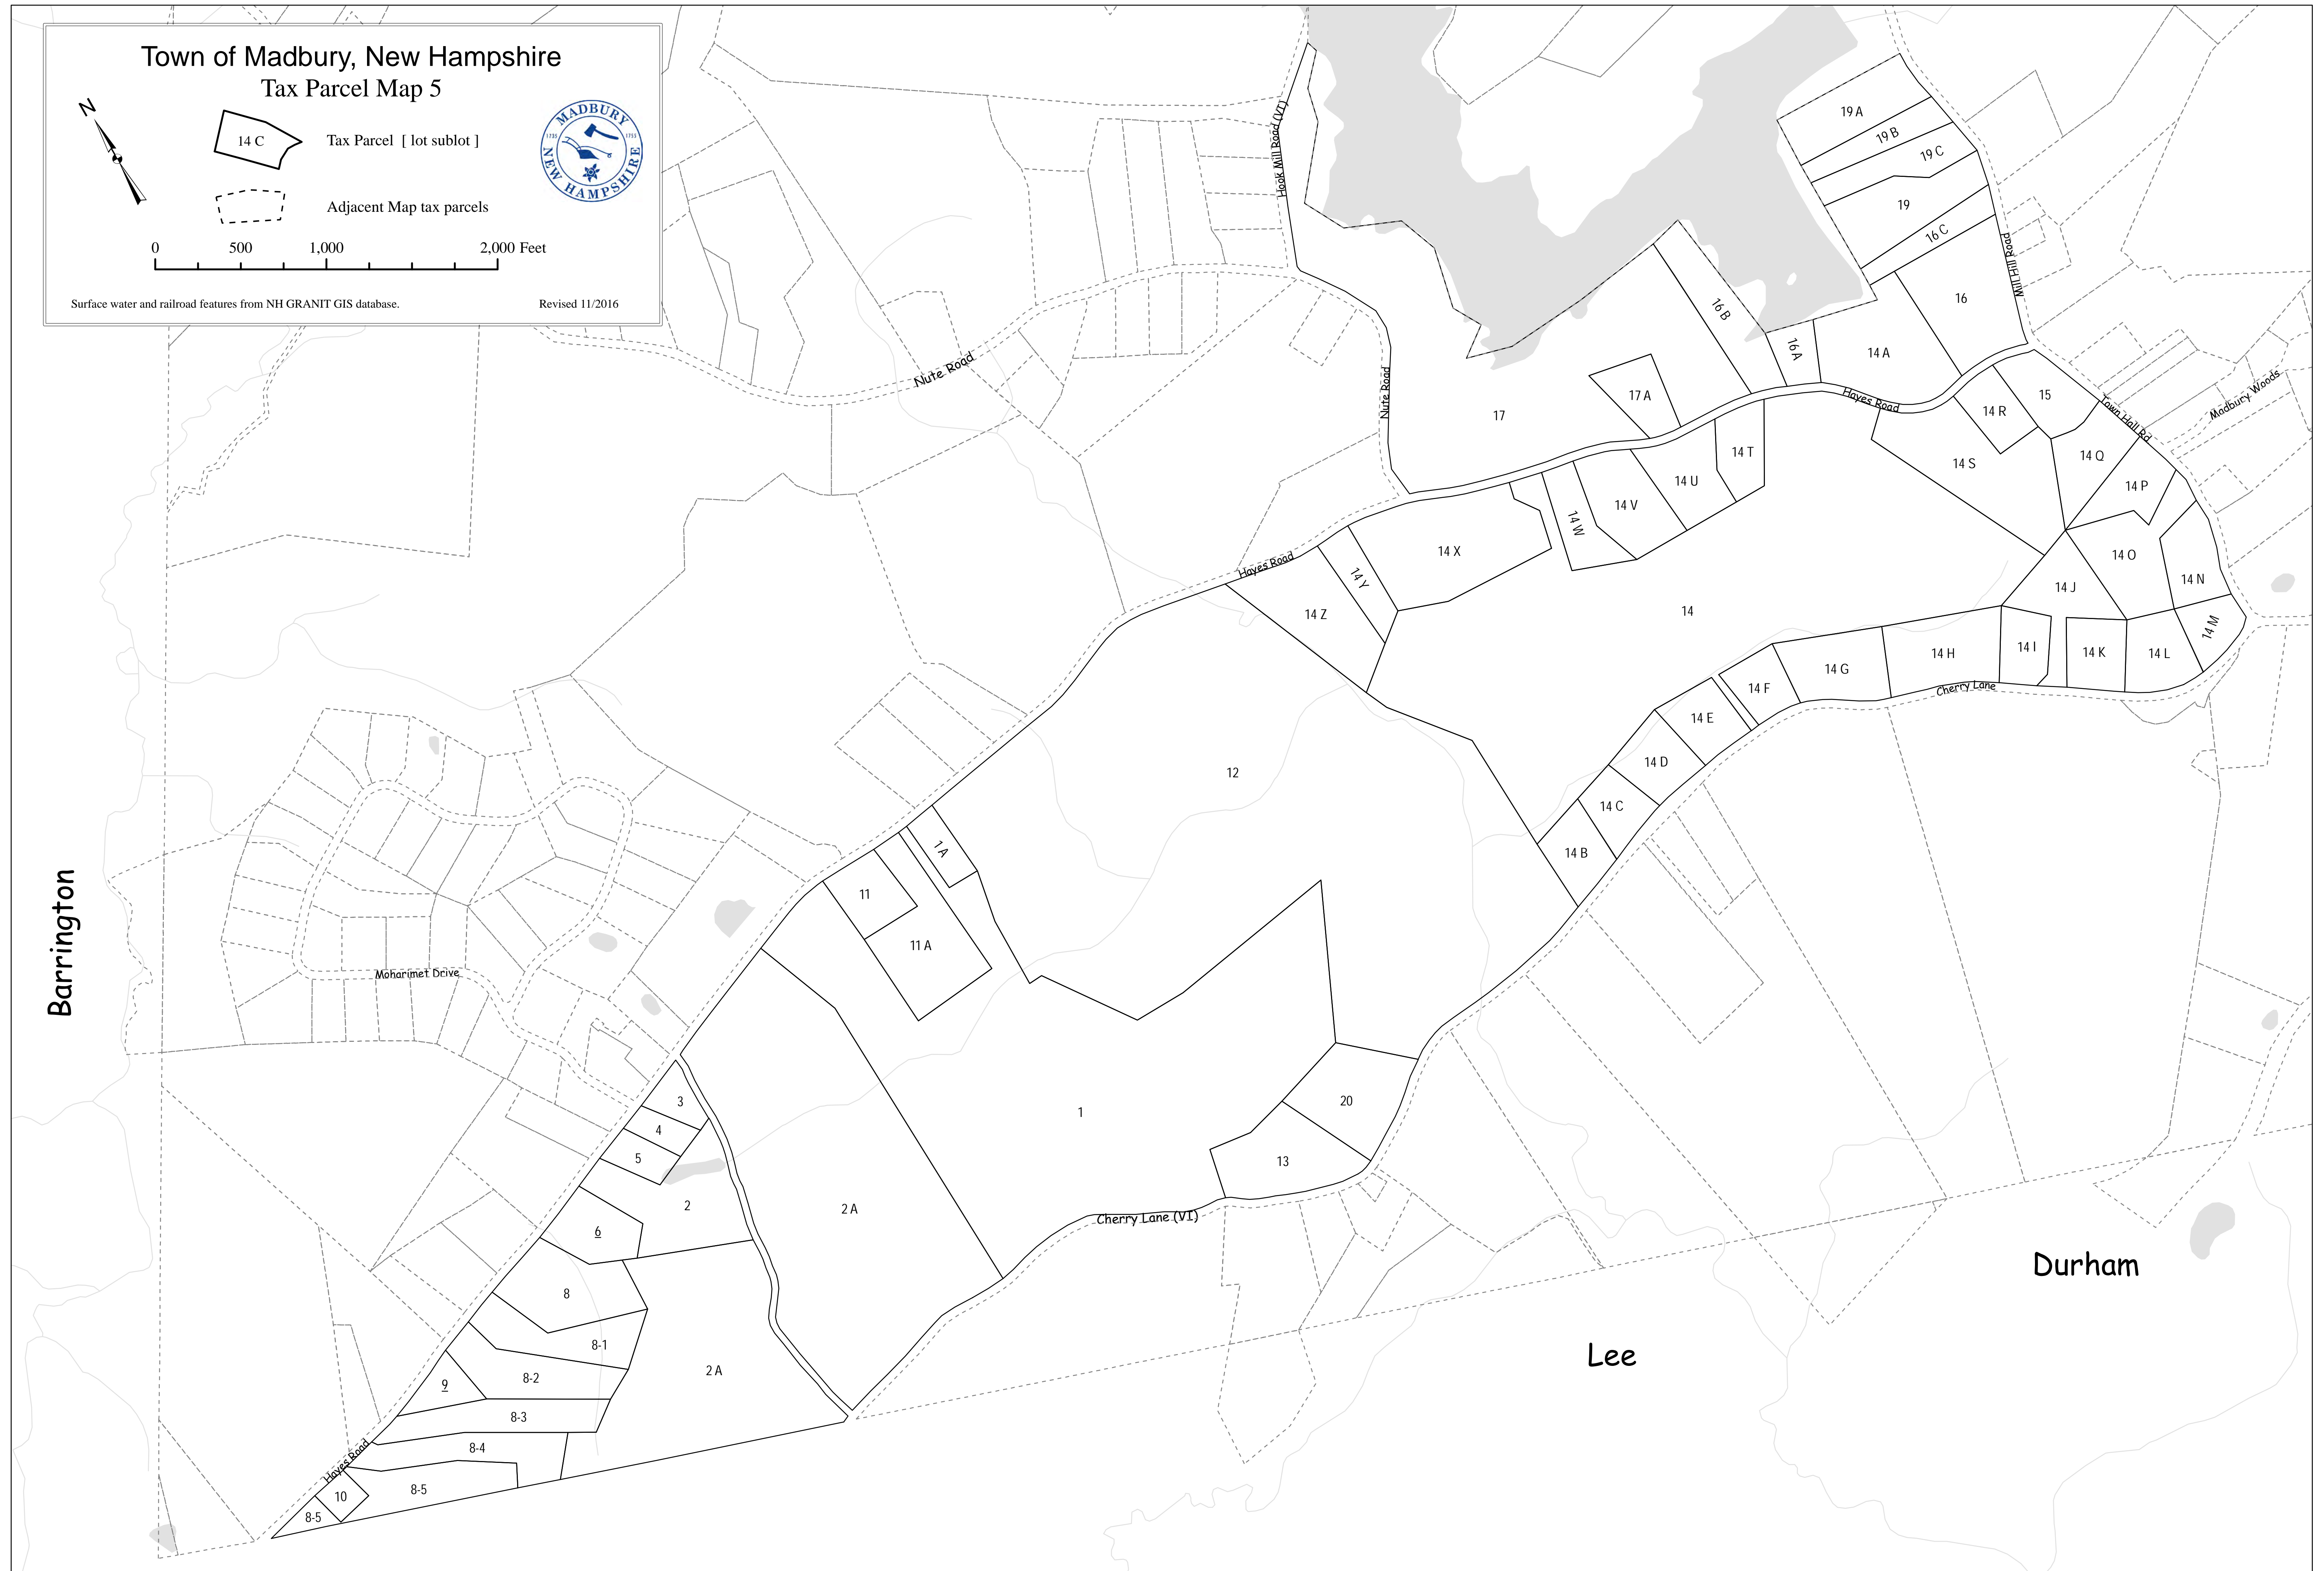 Town of Madbury, New Hampshire
Tax Parcel Map 5
N
14 C
Tax Parcel [ lot sublot ]
MADBURY
1755
1755
NEW HAMPSHIRE
Adjacent Map tax parcels
0 500 1,000 2,000 Feet
Surface water and railroad features from NH GRANIT GIS database.
Revised 11/2016
Hook Mill Road (VI)
19 A
19 B
19 C
19
16 C
Mill Hill Road
16
16 B
16 A
14 A
Nute Road
Nute Road
17
17 A
Hayes Road
14 R
15
Town Hall Rd
Madbury Woods
14 S
14 Q
14 P
14 T
14 U
14 V
14 W
14 X
14 Y
14 Z
Hayes Road
14 O
14 N
14 J
14 M
14
14 I
14 K
14 L
14 H
14 G
14 F
14 E
14 D
14 C
14 B
Cherry Lane
12
1 A
11
11 A
Moharimet Drive
Barrington
3
4
5
2
6
1
20
13
2 A
Cherry Lane (VI)
8
8-1
8-2
9
8-3
2 A
8-4
Hayes Road
10
8-5
8-5
Durham
Lee